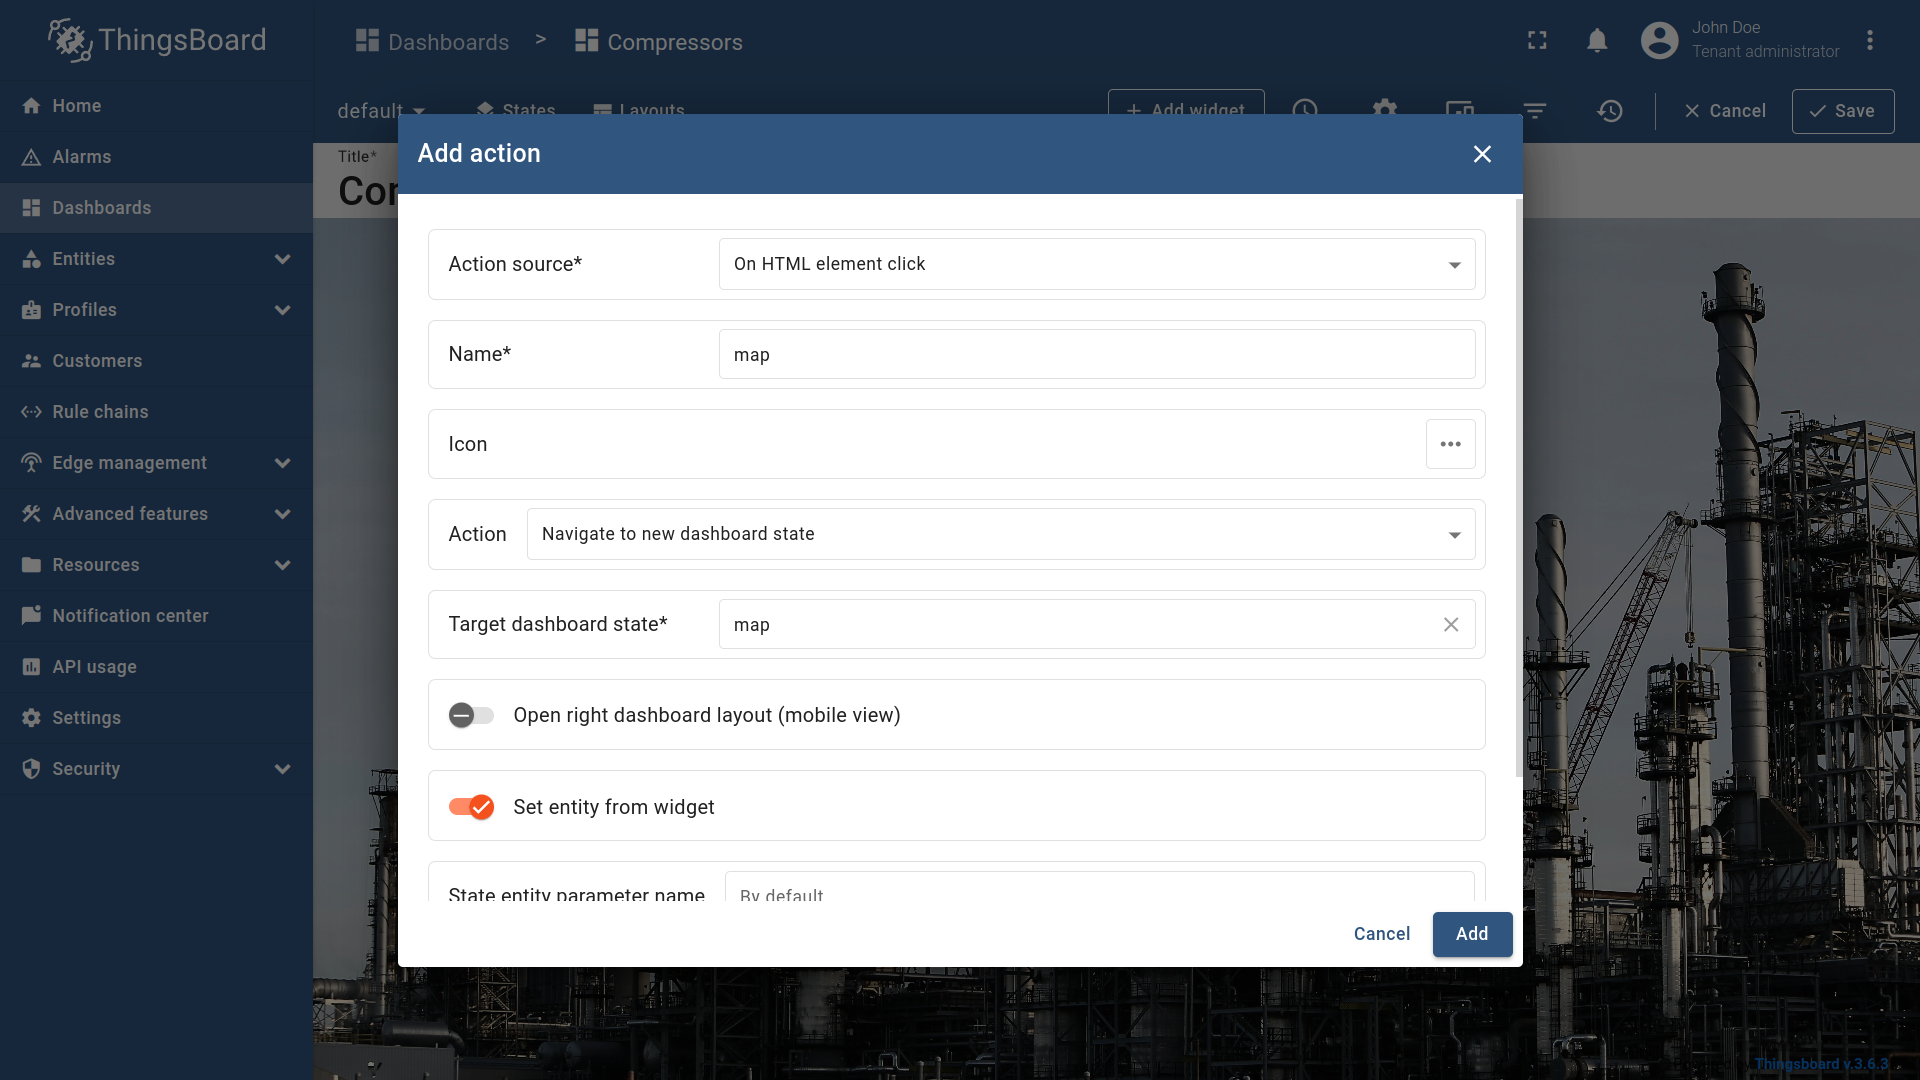 ThingsBoard
Dashboards > Compressors
John Doe
Tenant administrator
Home
Alarms
Dashboards
Entities
Profiles
Customers
Rule chains
Edge management
Advanced features
Resources
Notification center
API usage
Settings
Security
default States Layouts + Add widget Cancel Save
Title*
Add action
Action source* On HTML element click
Name* map
Icon
Action Navigate to new dashboard state
Target dashboard state* map
Open right dashboard layout (mobile view)
Set entity from widget
State entity parameter name By default
Cancel Add
Thingsboard v.3.6.3